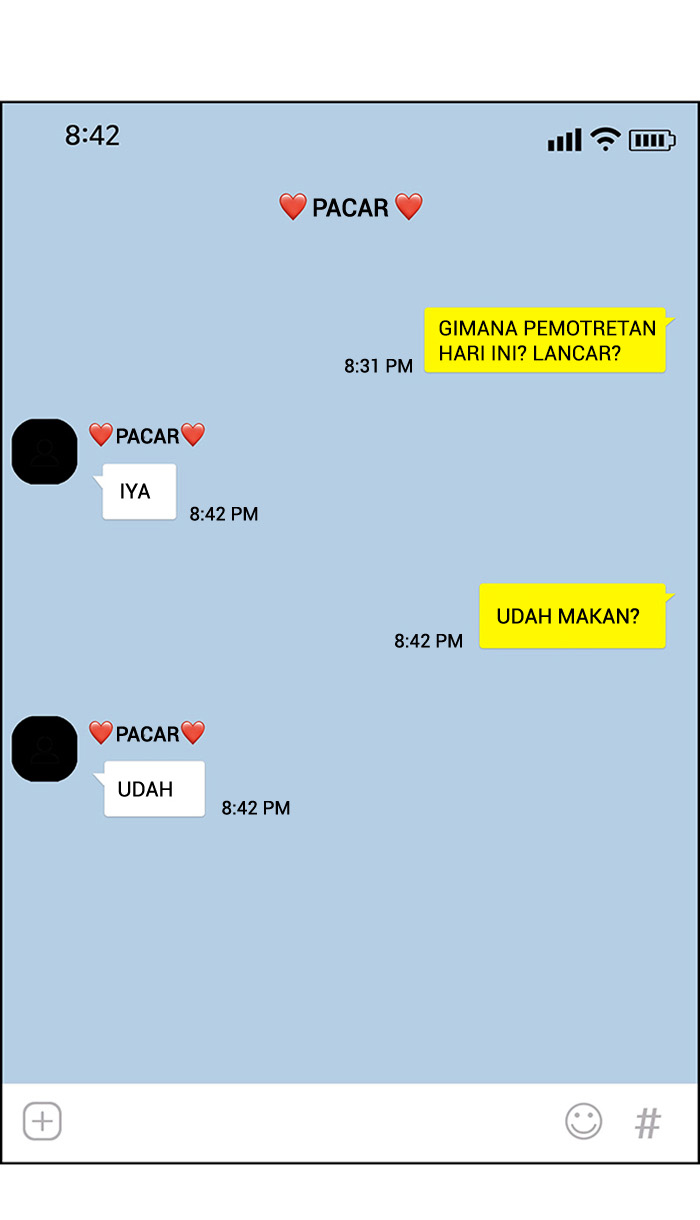 8:42
❤️ PACAR ❤️
GIMANA PEMOTRETAN
HARI INI? LANCAR?
8:31 PM
❤️PACAR❤️
IYA
8:42 PM
UDAH MAKAN?
8:42 PM
❤️PACAR❤️
UDAH
8:42 PM
#